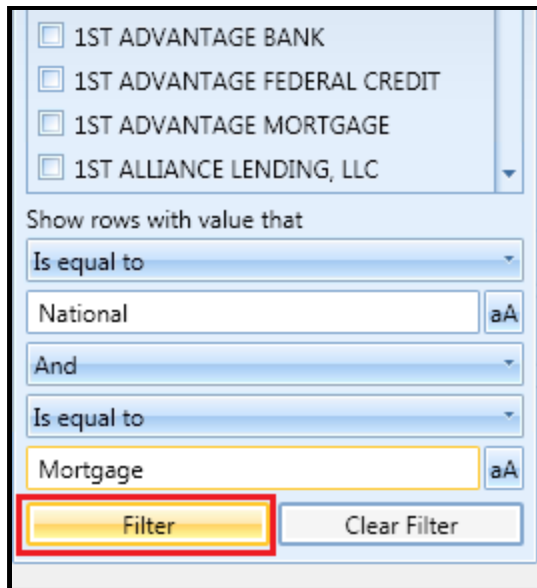 1ST ADVANTAGE BANK
1ST ADVANTAGE FEDERAL CREDIT
1ST ADVANTAGE MORTGAGE
1ST ALLIANCE LENDING, LLC
Show rows with value that
Is equal to
National aA
And
Is equal to
Mortgage aA
Filter Clear Filter